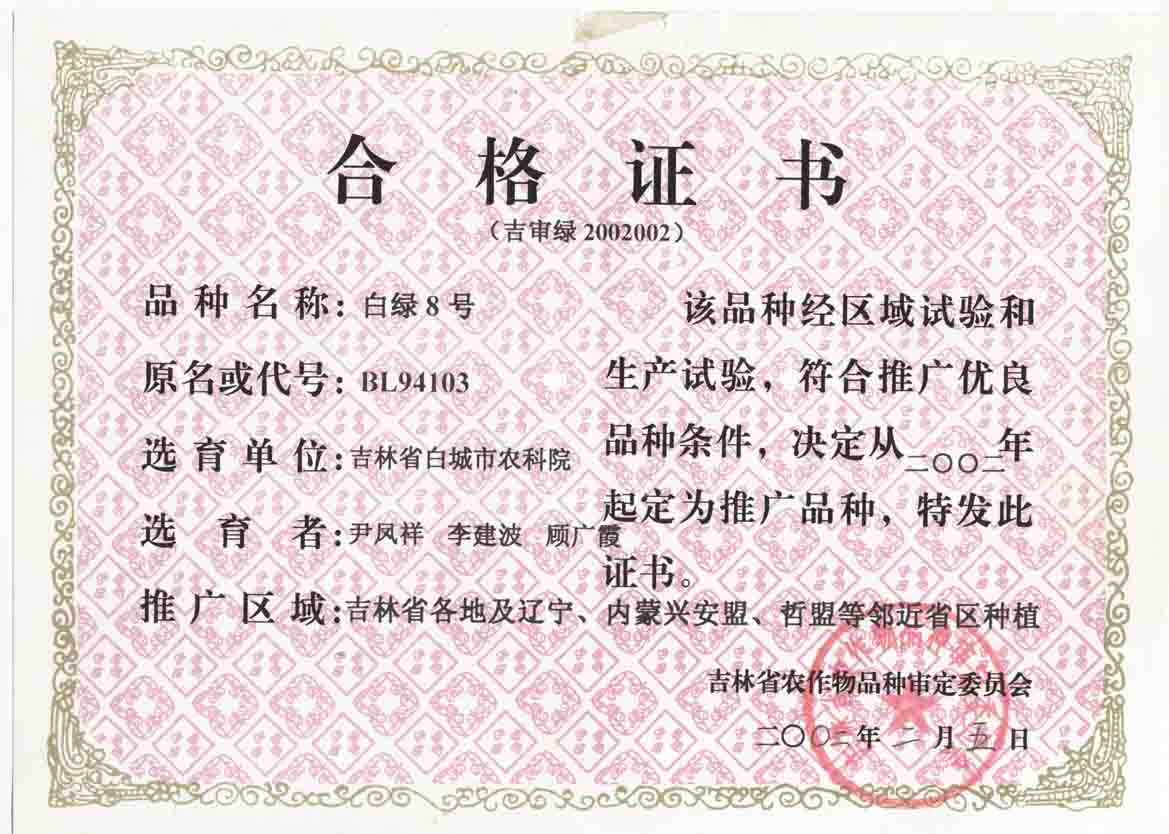 合格证书
（吉审绿 2002002）
品种名称：白绿 8 号
原名或代号：BL94103
选育单位：吉林省白城市农科院
选育者：尹凤祥 李建波 顾广霞
推广区域：吉林省各地及辽宁、内蒙兴安盟、哲盟等邻近省区种植
该品种经区域试验和
生产试验，符合推广优良
品种条件，决定从二〇〇二年
起定为推广品种，特发此
证书。
吉林省农作物品种审定委员会
二〇〇二年二月五日